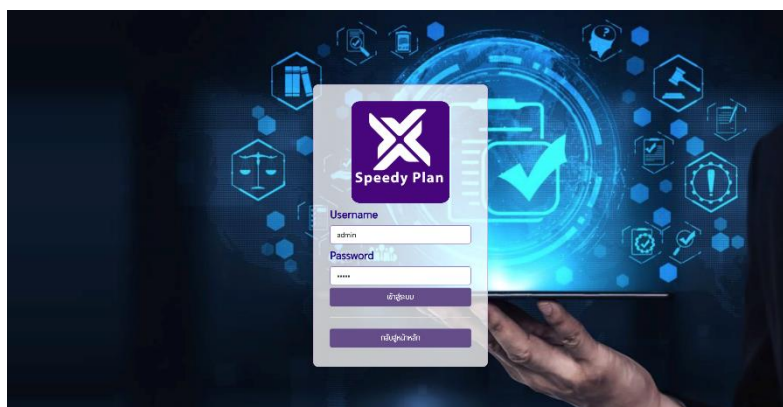 Speedy Plan
Username
admin
Password
•••••
เข้าสู่ระบบ
กลับสู่หน้าหลัก